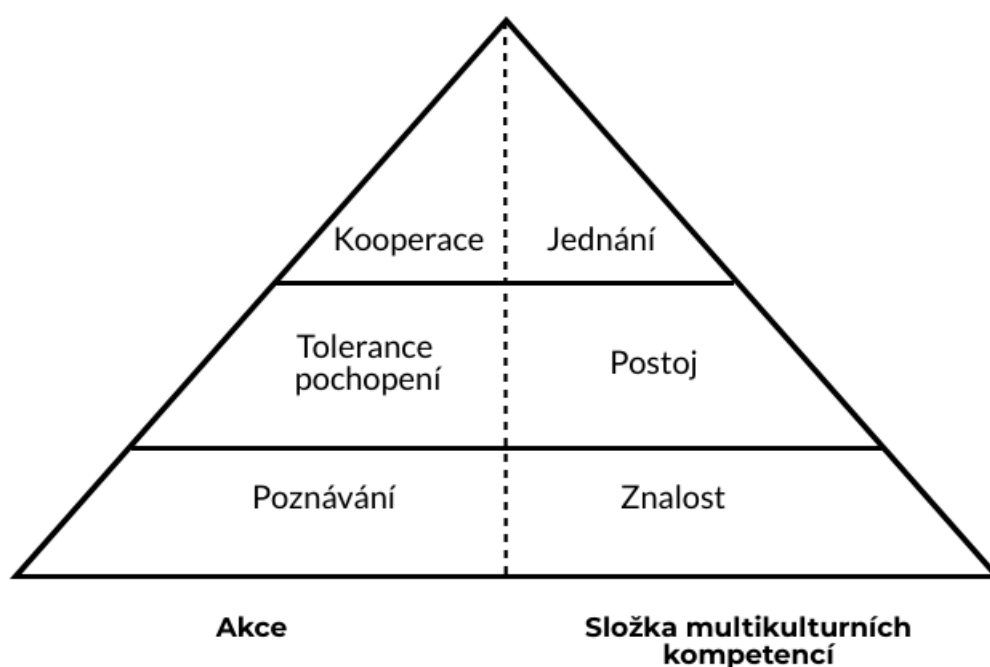 Kooperace
Jednání
Tolerance
pochopení
Postoj
Poznávání
Znalost
Akce
Složka multikulturních
kompetencí